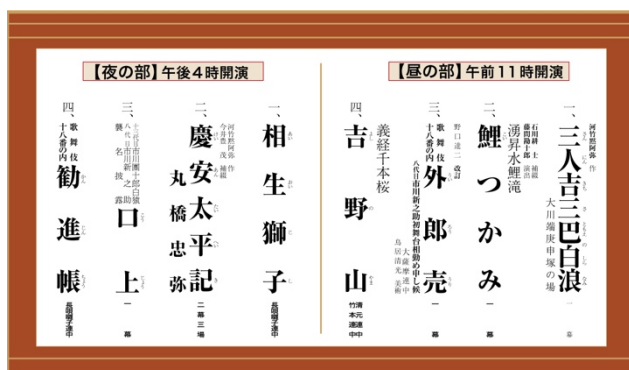 【昼の部】午前11時開演
河竹黙阿弥 作
一、三人吉三巴巴白浪
大川端庚申塚の場
一 幕
石川耕士 補綴
藤間勘十郎 演出
湧昇水鯉滝
二、鯉つかみ
一 幕
野口達二 改訂
三、歌舞伎十八番の内 外郎売
八代目市川新之助初舞台相勤め申し候
大薩摩連中
鳥居清光 美術
一 幕
義経千本桜
四、吉野山
清元連中
竹本連中
【夜の部】午後4時開演
一、相生獅子
長唄囃子連中
河竹黙阿弥 作
今井豊茂 補綴
二、慶安太平記
丸橋忠弥
二幕三場
十三代目市川團十郎白猿
八代目市川新之助
襲名披露
三、口上
一 幕
四、歌舞伎十八番の内 勧進帳
長唄囃子連中